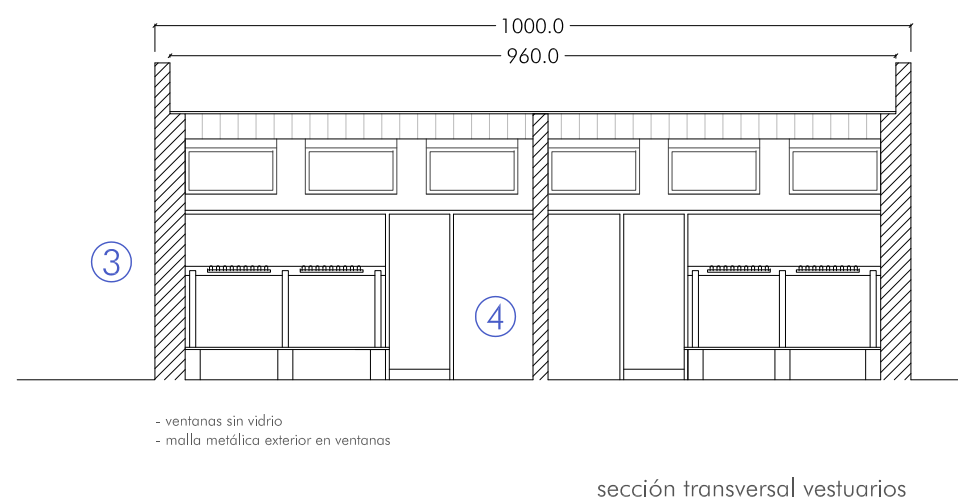 1000.0
960.0
3
4
- ventanas sin vidrio
- malla metálica exterior en ventanas
sección transversal vestuarios